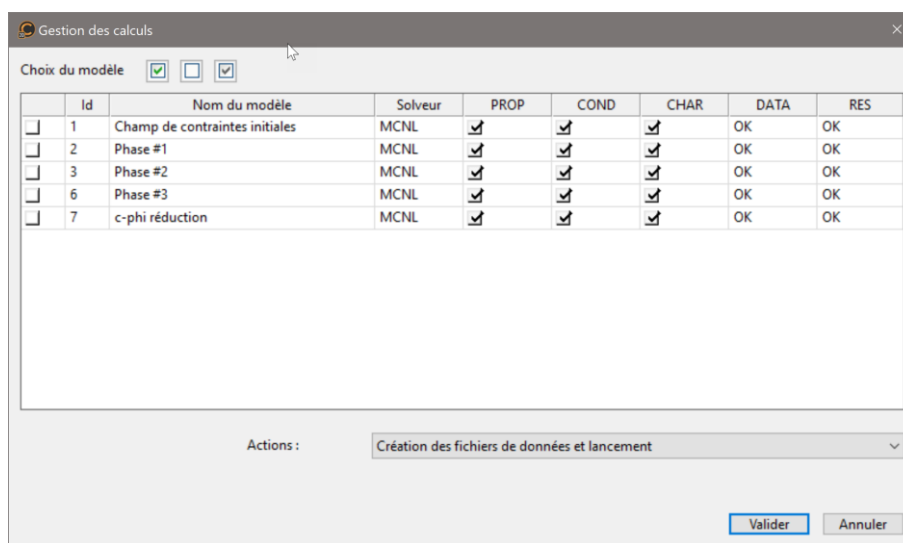 Gestion des calculs
Choix du modèle
Id Nom du modèle Solveur PROP COND CHAR DATA RES
1 Champ de contraintes initiales MCNL OK OK
2 Phase #1 MCNL OK OK
3 Phase #2 MCNL OK OK
6 Phase #3 MCNL OK OK
7 c-phi réduction MCNL OK OK
Actions : Création des fichiers de données et lancement
Valider Annuler